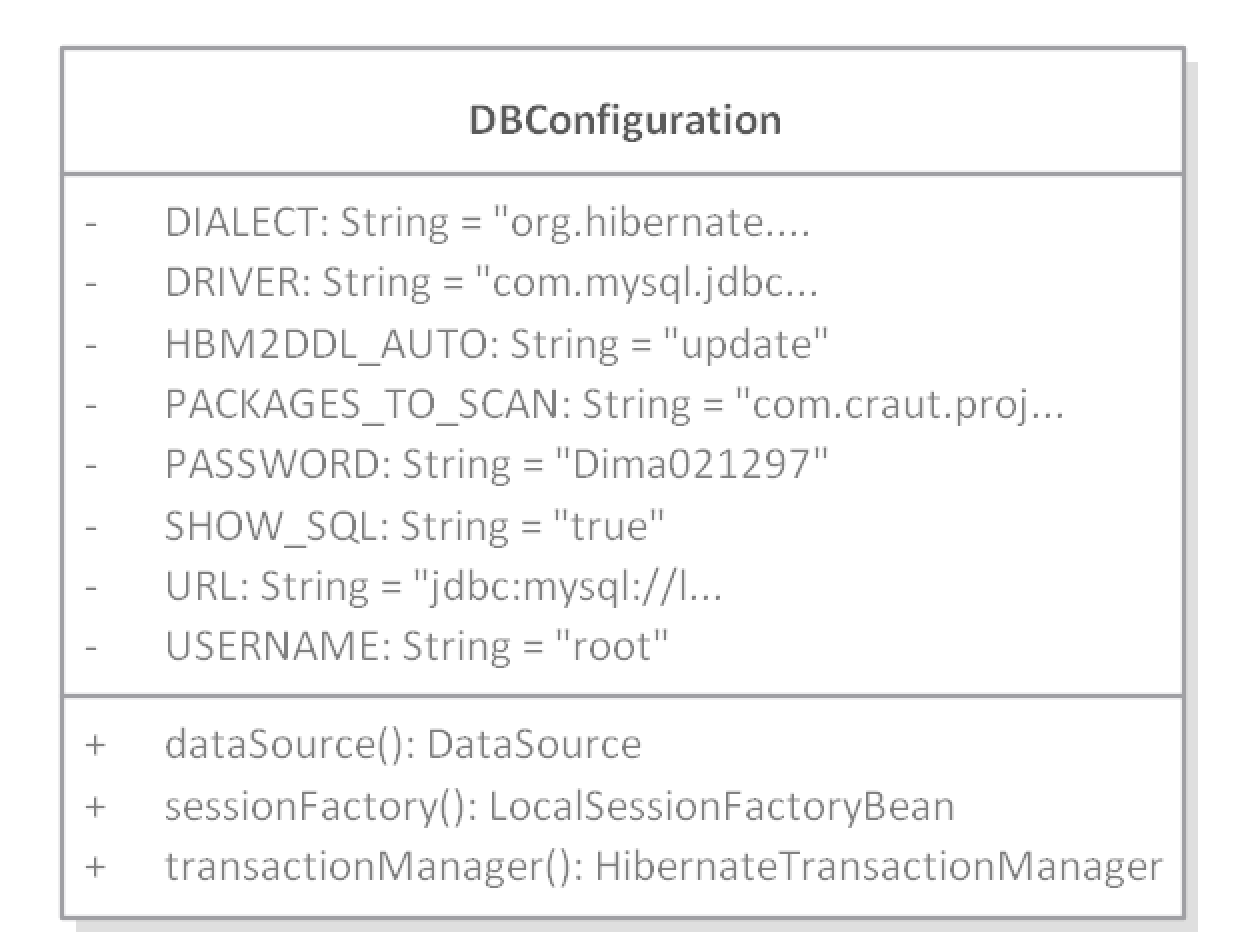 DBConfiguration
- DIALECT: String = "org.hibernate....
- DRIVER: String = "com.mysql.jdbc...
- HBM2DDL_AUTO: String = "update"
- PACKAGES_TO_SCAN: String = "com.craut.proj...
- PASSWORD: String = "Dima021297"
- SHOW_SQL: String = "true"
- URL: String = "jdbc:mysql://l...
- USERNAME: String = "root"
+ dataSource(): DataSource
+ sessionFactory(): LocalSessionFactoryBean
+ transactionManager(): HibernateTransactionManager